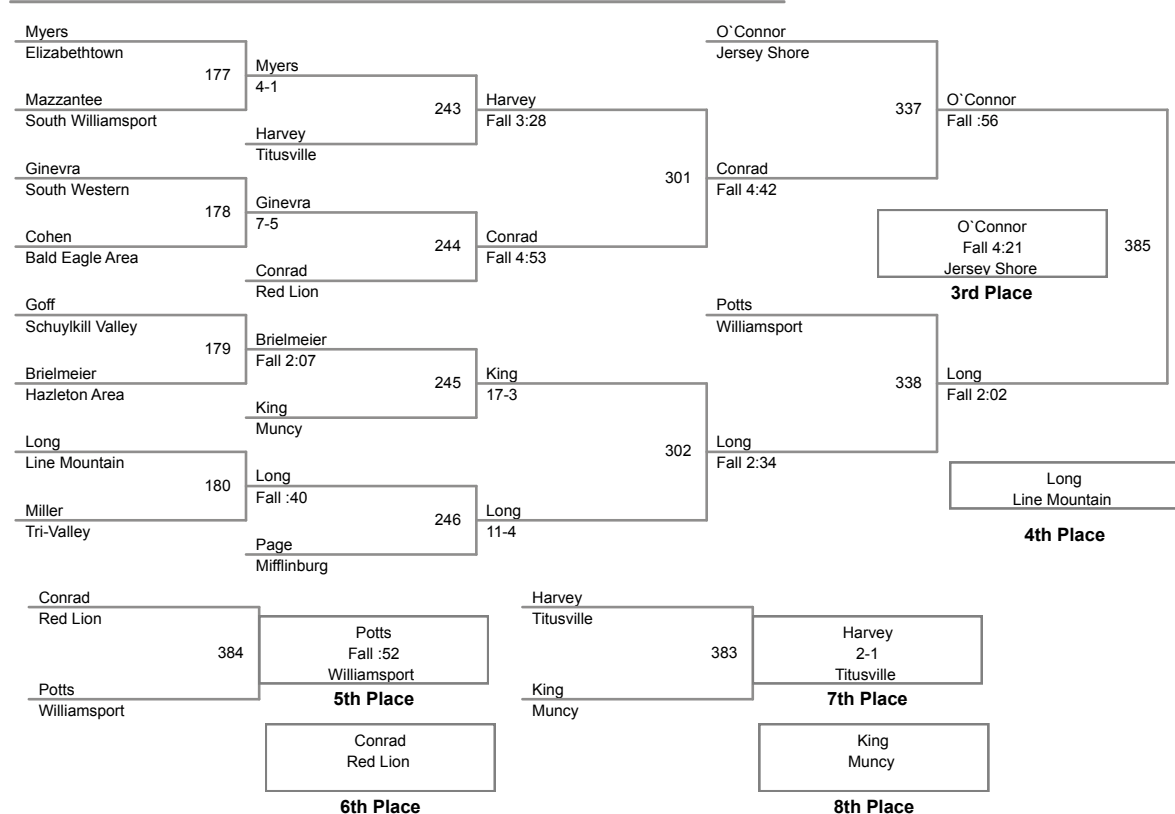 Myers
Elizabethtown
177
Mazzantee
South Williamsport
Ginevra
South Western
178
Cohen
Bald Eagle Area
Goff
Schuylkill Valley
179
Brielmeier
Hazleton Area
Long
Line Mountain
180
Miller
Tri-Valley
Myers
4-1
243
Harvey
Titusville
Ginevra
7-5
244
Conrad
Red Lion
Brielmeier
Fall 2:07
245
King
Muncy
Long
Fall :40
246
Page
Mifflinburg
Harvey
Fall 3:28
301
Conrad
Fall 4:53
King
17-3
302
Long
11-4
O`Connor
Jersey Shore
337
Conrad
Fall 4:42
Potts
Williamsport
338
Long
Fall 2:34
O`Connor
Fall :56
385
Long
Fall 2:02
O`Connor
Fall 4:21
Jersey Shore
3rd Place
Long
Line Mountain
4th Place
Conrad
Red Lion
384
Potts
Williamsport
Potts
Fall :52
Williamsport
5th Place
Conrad
Red Lion
6th Place
Harvey
Titusville
383
King
Muncy
Harvey
2-1
Titusville
7th Place
King
Muncy
8th Place